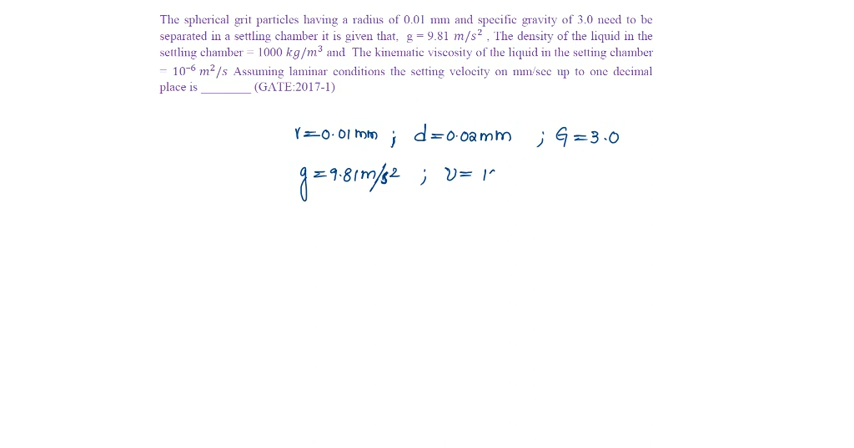 The spherical grit particles having a radius of 0.01 mm and specific gravity of 3.0 need to be
separated in a settling chamber it is given that, g = 9.81 m/s² , The density of the liquid in the
settling chamber = 1000 kg/m³ and The kinematic viscosity of the liquid in the setting chamber
= 10⁻⁶ m²/s Assuming laminar conditions the setting velocity on mm/sec up to one decimal
place is ________ (GATE:2017-1)
r=0.01mm ; d=0.02mm ; G=3.0
g=9.81m/s2 ; ν= 1